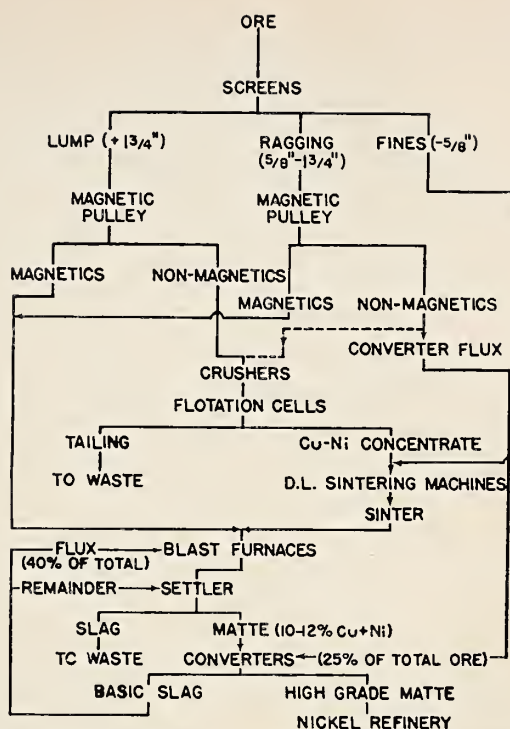 ORE
SCREENS
LUMP (+ 1 3/4")
RAGGING
(5/8"-1 3/4")
FINES (-5/8")
MAGNETIC
PULLEY
MAGNETIC
PULLEY
MAGNETICS
NON-MAGNETICS
MAGNETICS
NON-MAGNETICS
CONVERTER FLUX
CRUSHERS
FLOTATION CELLS
TAILING
Cu-Ni CONCENTRATE
TO WASTE
D.L. SINTERING MACHINES
SINTER
FLUX
(40% OF TOTAL)
BLAST FURNACES
REMAINDER
SETTLER
SLAG
MATTE (10-12% Cu+Ni)
TC WASTE
CONVERTERS
(25% OF TOTAL ORE)
BASIC SLAG
HIGH GRADE MATTE
NICKEL REFINERY